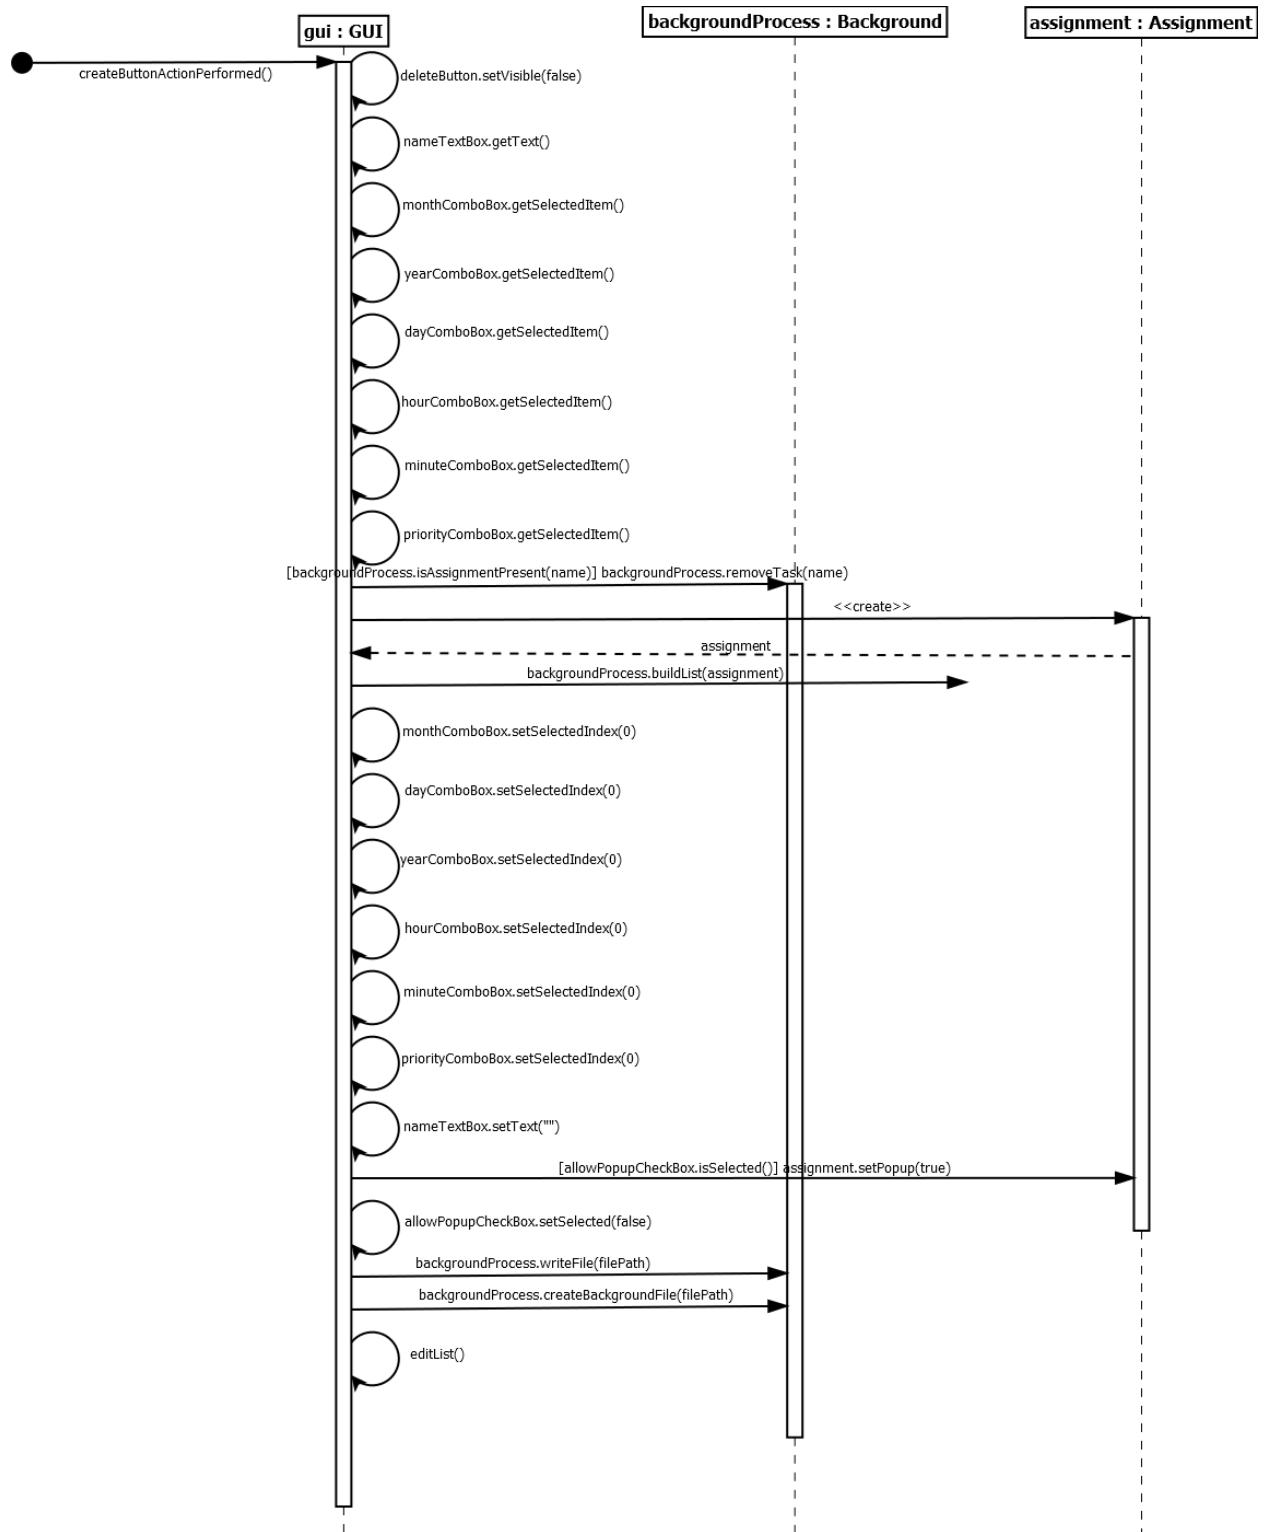 gui : GUI
backgroundProcess : Background
assignment : Assignment
createButtonActionPerformed()
deleteButton.setVisible(false)
nameTextBox.getText()
monthComboBox.getSelectedItem()
yearComboBox.getSelectedItem()
dayComboBox.getSelectedItem()
hourComboBox.getSelectedItem()
minuteComboBox.getSelectedItem()
priorityComboBox.getSelectedItem()
[backgroundProcess.isAssignmentPresent(name)] backgroundProcess.removeTask(name)
<<create>>
assignment
backgroundProcess.buildList(assignment)
monthComboBox.setSelectedIndex(0)
dayComboBox.setSelectedIndex(0)
yearComboBox.setSelectedIndex(0)
hourComboBox.setSelectedIndex(0)
minuteComboBox.setSelectedIndex(0)
priorityComboBox.setSelectedIndex(0)
nameTextBox.setText("")
[allowPopupCheckBox.isSelected()] assignment.setPopup(true)
allowPopupCheckBox.setSelected(false)
backgroundProcess.writeFile(filePath)
backgroundProcess.createBackgroundFile(filePath)
editList()